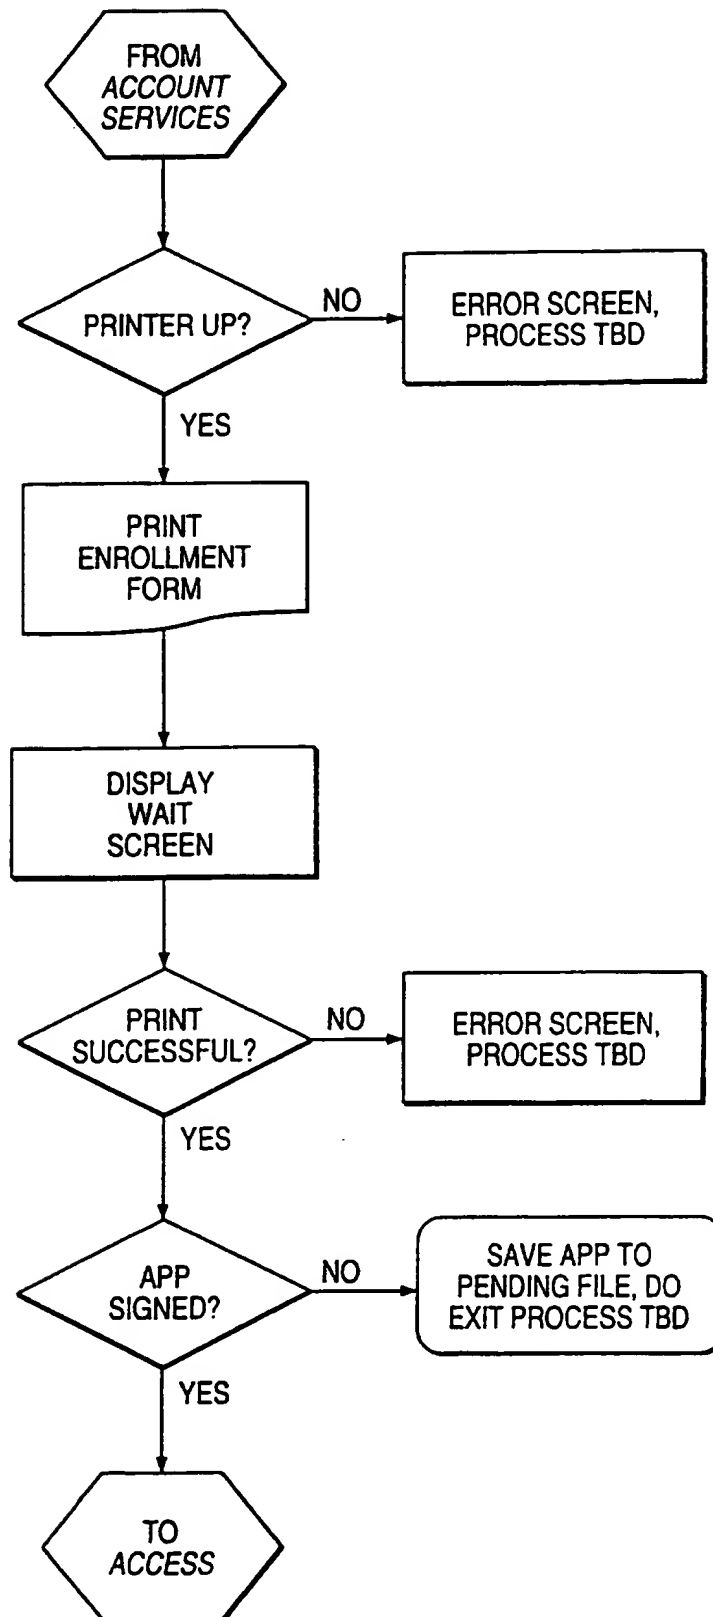 FROM
ACCOUNT
SERVICES
PRINTER UP?
NO
ERROR SCREEN,
PROCESS TBD
YES
PRINT
ENROLLMENT
FORM
DISPLAY
WAIT
SCREEN
PRINT
SUCCESSFUL?
NO
ERROR SCREEN,
PROCESS TBD
YES
APP
SIGNED?
NO
SAVE APP TO
PENDING FILE, DO
EXIT PROCESS TBD
YES
TO
ACCESS